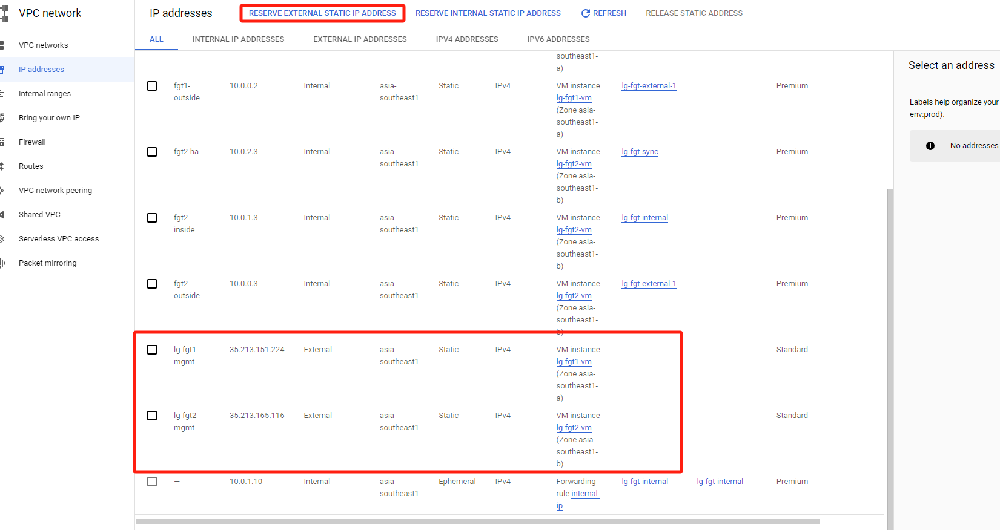 VPC network
IP addresses
RESERVE EXTERNAL STATIC IP ADDRESS
RESERVE INTERNAL STATIC IP ADDRESS
REFRESH
RELEASE STATIC ADDRESS
VPC networks
IP addresses
Internal ranges
Bring your own IP
Firewall
Routes
VPC network peering
Shared VPC
Serverless VPC access
Packet mirroring
ALL
INTERNAL IP ADDRESSES
EXTERNAL IP ADDRESSES
IPV4 ADDRESSES
IPV6 ADDRESSES
southeast1-
a)
fgt1-
outside
10.0.0.2
Internal
asia-
southeast1
Static
IPv4
VM instance
lg-fgt1-vm
(Zone asia-
southeast1-
a)
lg-fgt-external-1
Premium
fgt2-ha
10.0.2.3
Internal
asia-
southeast1
Static
IPv4
VM instance
lg-fgt2-vm
(Zone asia-
southeast1-
b)
lg-fgt-sync
Premium
fgt2-
inside
10.0.1.3
Internal
asia-
southeast1
Static
IPv4
VM instance
lg-fgt2-vm
(Zone asia-
southeast1-
b)
lg-fgt-internal
Premium
fgt2-
outside
10.0.0.3
Internal
asia-
southeast1
Static
IPv4
VM instance
lg-fgt2-vm
(Zone asia-
southeast1-
b)
lg-fgt-external-1
Premium
lg-fgt1-
mgmt
35.213.151.224
External
asia-
southeast1
Static
IPv4
VM instance
lg-fgt1-vm
(Zone asia-
southeast1-
a)
Standard
lg-fgt2-
mgmt
35.213.165.116
External
asia-
southeast1
Static
IPv4
VM instance
lg-fgt2-vm
(Zone asia-
southeast1-
b)
Standard
—
10.0.1.10
Internal
asia-
southeast1
Ephemeral
IPv4
Forwarding
rule internal-
ip
lg-fgt-internal
lg-fgt-internal
Premium
Select an address
Labels help organize your
env:prod).
No addresses